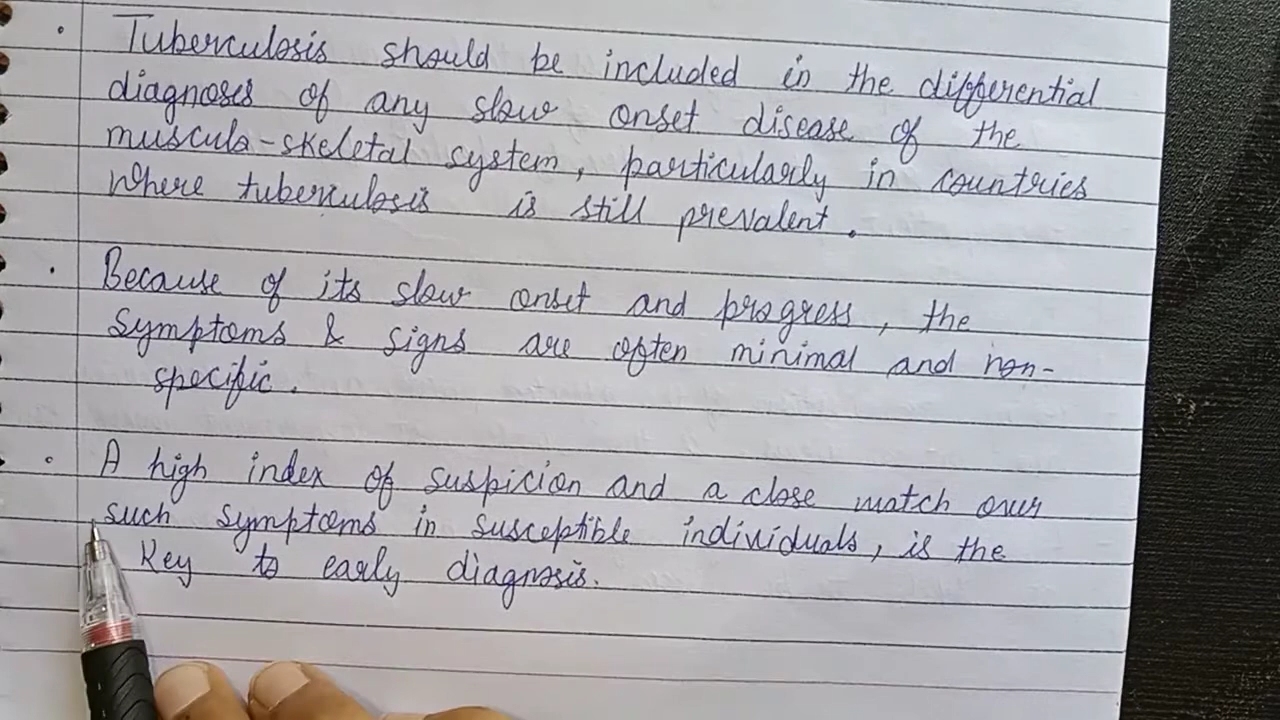 • Tuberculosis should be included in the differential
diagnoses of any slow onset disease of the
musculo-skeletal system, particularly in countries
where tuberculosis is still prevalent.
• Because of its slow onset and progress, the
symptoms & signs are often minimal and non-
specific.
• A high index of suspicion and a close watch over
such symptoms in susceptible individuals, is the
key to early diagnosis.